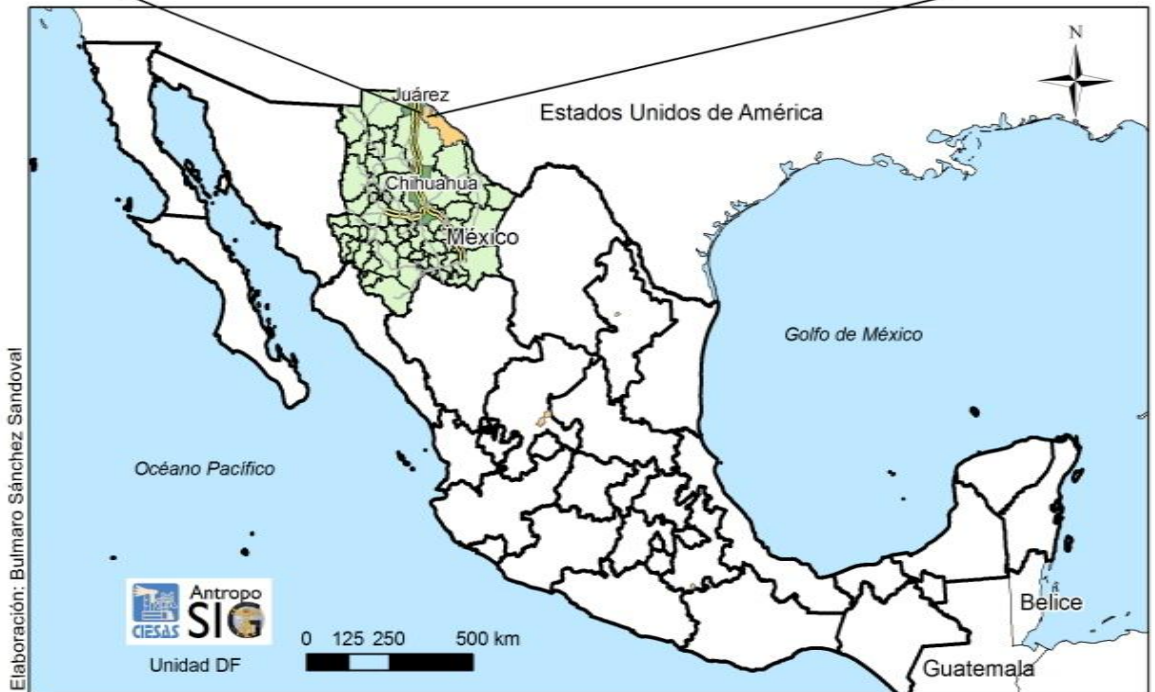 N
Juárez
Estados Unidos de América
Chihuahua
México
Golfo de México
Océano Pacífico
Elaboración: Bulmaro Sánchez Sandoval
Antropo
SIG
CIESAS
Unidad DF
0 125 250 500 km
Belice
Guatemala